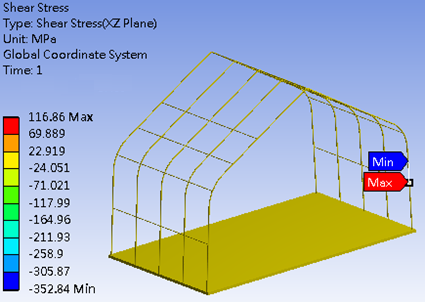 Shear Stress
Type: Shear Stress(XZ Plane)
Unit: MPa
Global Coordinate System
Time: 1
116.86 Max
69.889
22.919
-24.051
-71.021
-117.99
-164.96
-211.93
-258.9
-305.87
-352.84 Min
Min
Max